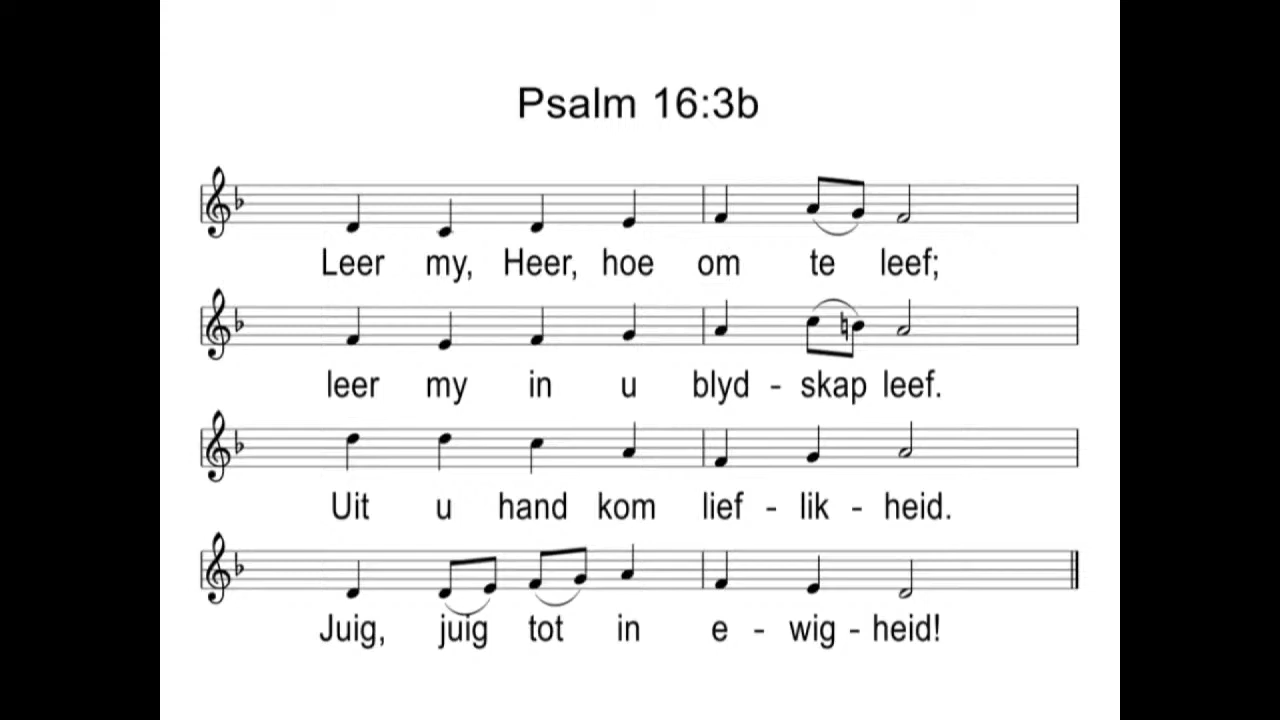 Psalm 16:3b
Leer my, Heer, hoe om te leef;
leer my in u blyd - skap leef.
Uit u hand kom lief - lik - heid.
Juig, juig tot in e - wig - heid!